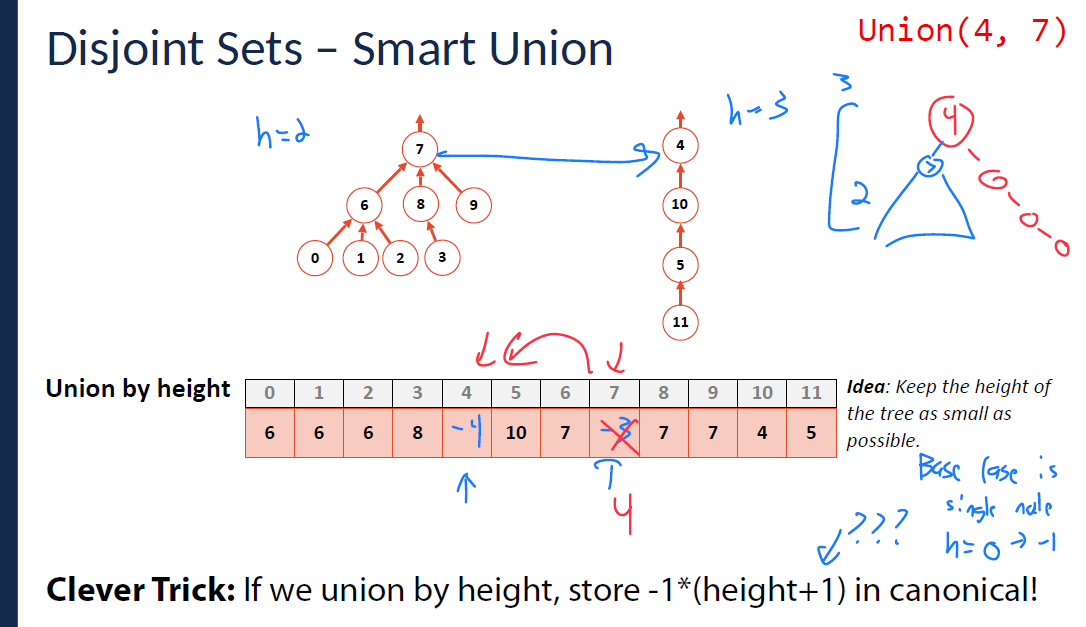 Disjoint Sets – Smart Union
Union(4, 7)
h=2
7
6
8
9
0
1
2
3
h=3
4
10
5
11
3
2
4
Union by height
0 1 2 3 4 5 6 7 8 9 10 11
6 6 6 8 -4 10 7 -3 7 7 4 5
4
Idea: Keep the height of
the tree as small as
possible.
Base case is
single node
h=0 → -1
???
Clever Trick: If we union by height, store -1*(height+1) in canonical!